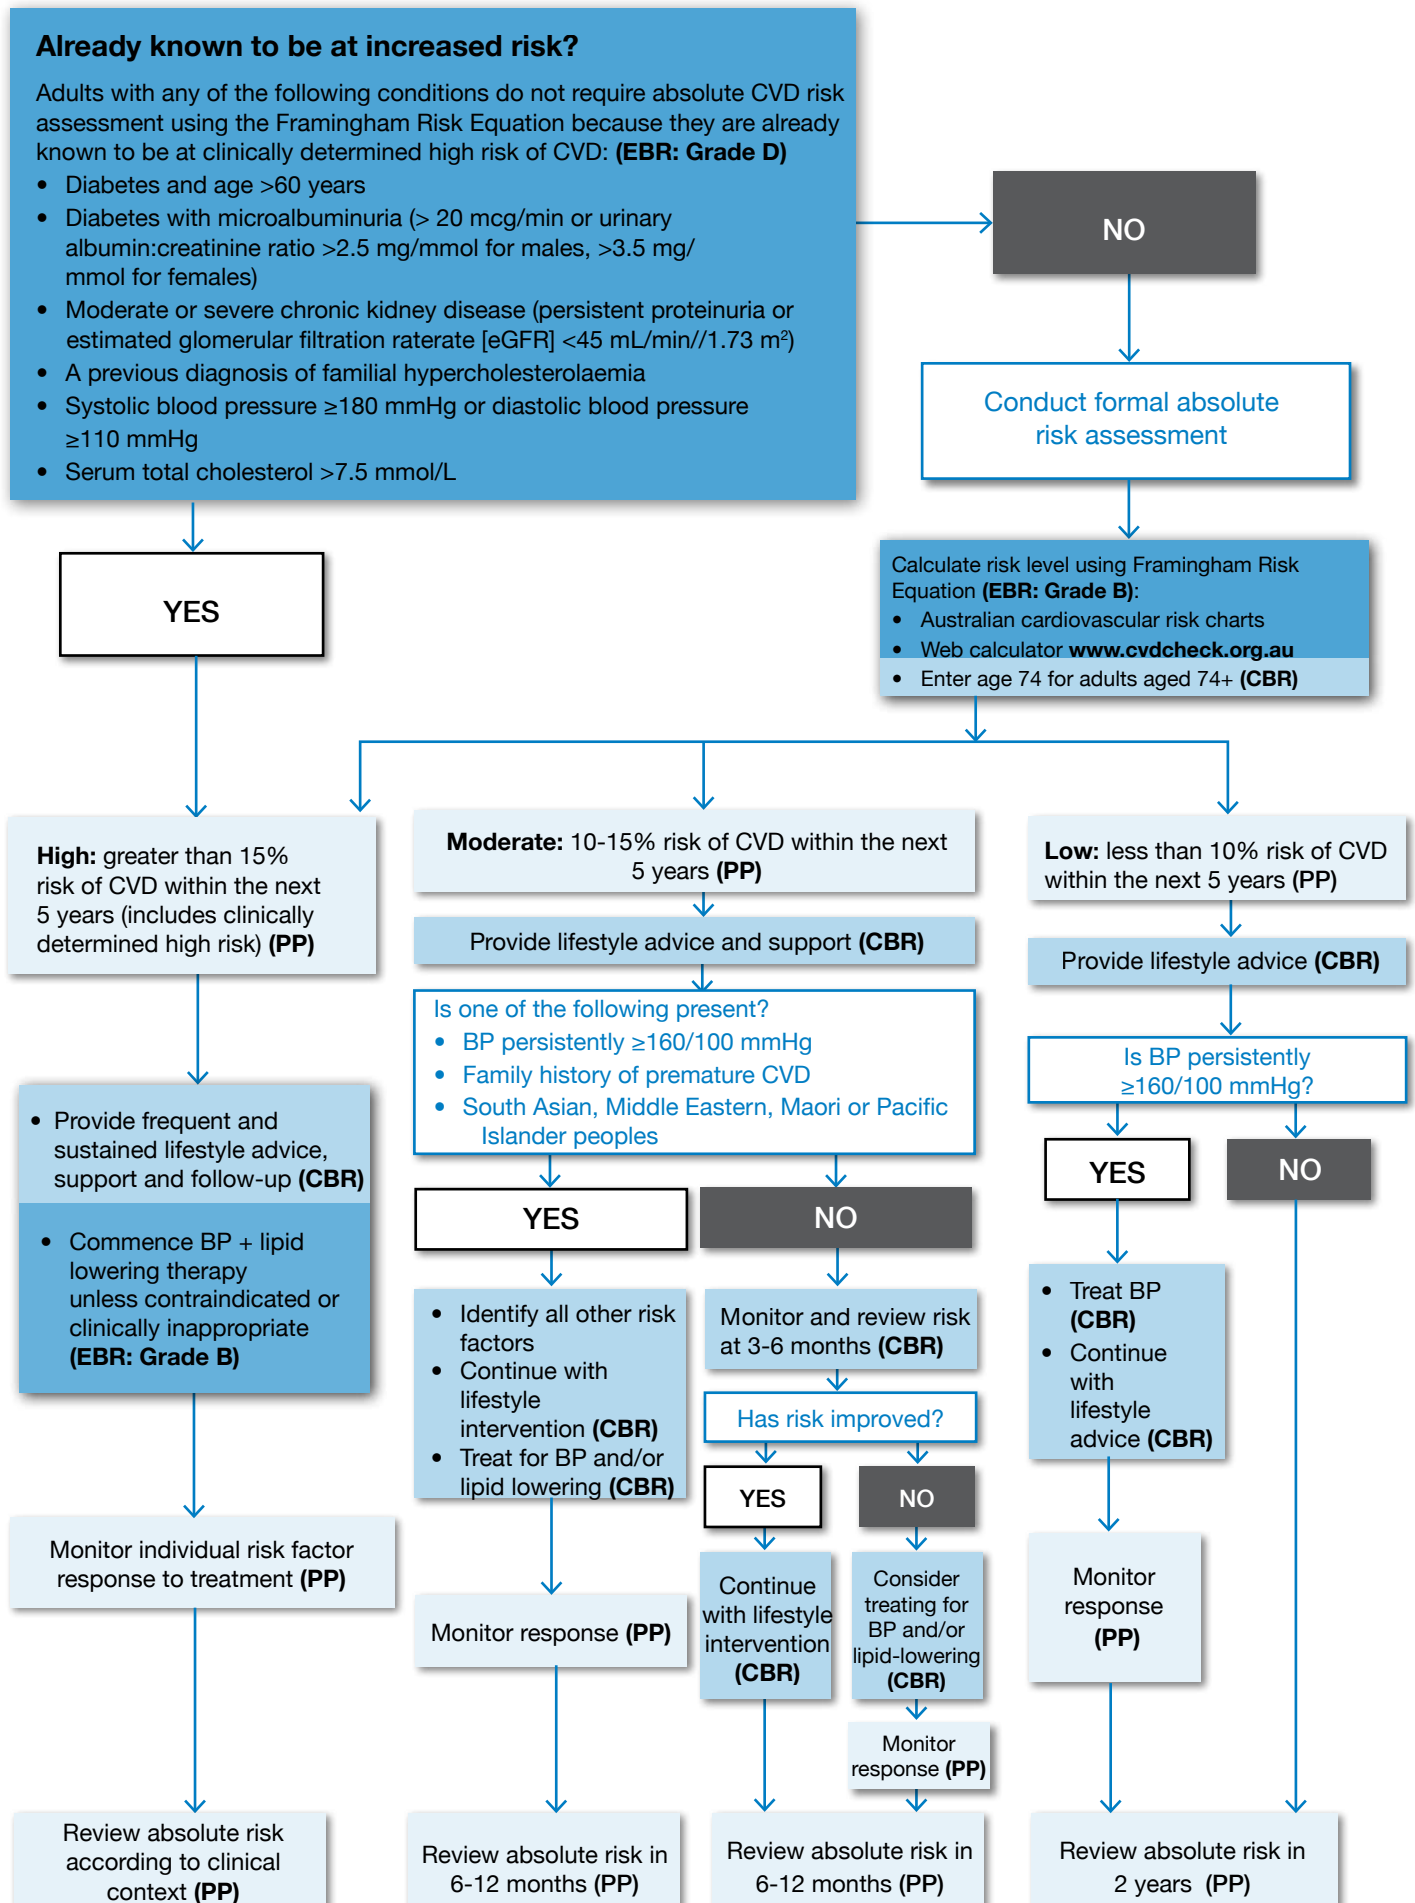 Already known to be at increased risk?
Adults with any of the following conditions do not require absolute CVD risk
assessment using the Framingham Risk Equation because they are already
known to be at clinically determined high risk of CVD: (EBR: Grade D)
• Diabetes and age >60 years
• Diabetes with microalbuminuria (> 20 mcg/min or urinary
albumin:creatinine ratio >2.5 mg/mmol for males, >3.5 mg/
mmol for females)
• Moderate or severe chronic kidney disease (persistent proteinuria or
estimated glomerular filtration raterate [eGFR] <45 mL/min//1.73 m²)
• A previous diagnosis of familial hypercholesterolaemia
• Systolic blood pressure ≥180 mmHg or diastolic blood pressure
≥110 mmHg
• Serum total cholesterol >7.5 mmol/L
NO
Conduct formal absolute
risk assessment
YES
Calculate risk level using Framingham Risk
Equation (EBR: Grade B):
• Australian cardiovascular risk charts
• Web calculator www.cvdcheck.org.au
• Enter age 74 for adults aged 74+ (CBR)
High: greater than 15%
risk of CVD within the next
5 years (includes clinically
determined high risk) (PP)
• Provide frequent and
sustained lifestyle advice,
support and follow-up (CBR)
• Commence BP + lipid
lowering therapy
unless contraindicated or
clinically inappropriate
(EBR: Grade B)
Monitor individual risk factor
response to treatment (PP)
Review absolute risk
according to clinical
context (PP)
Moderate: 10-15% risk of CVD within the next
5 years (PP)
Provide lifestyle advice and support (CBR)
Is one of the following present?
• BP persistently ≥160/100 mmHg
• Family history of premature CVD
• South Asian, Middle Eastern, Maori or Pacific
Islander peoples
YES
• Identify all other risk
factors
• Continue with
lifestyle
intervention (CBR)
• Treat for BP and/or
lipid lowering (CBR)
Monitor response (PP)
Review absolute risk in
6-12 months (PP)
NO
Monitor and review risk
at 3-6 months (CBR)
Has risk improved?
YES
Continue
with lifestyle
intervention
(CBR)
NO
Consider
treating for
BP and/or
lipid-lowering
(CBR)
Monitor
response (PP)
Review absolute risk in
6-12 months (PP)
Low: less than 10% risk of CVD
within the next 5 years (PP)
Provide lifestyle advice (CBR)
Is BP persistently
≥160/100 mmHg?
YES
• Treat BP
(CBR)
• Continue
with
lifestyle
advice (CBR)
Monitor
response
(PP)
NO
Review absolute risk in
2 years (PP)